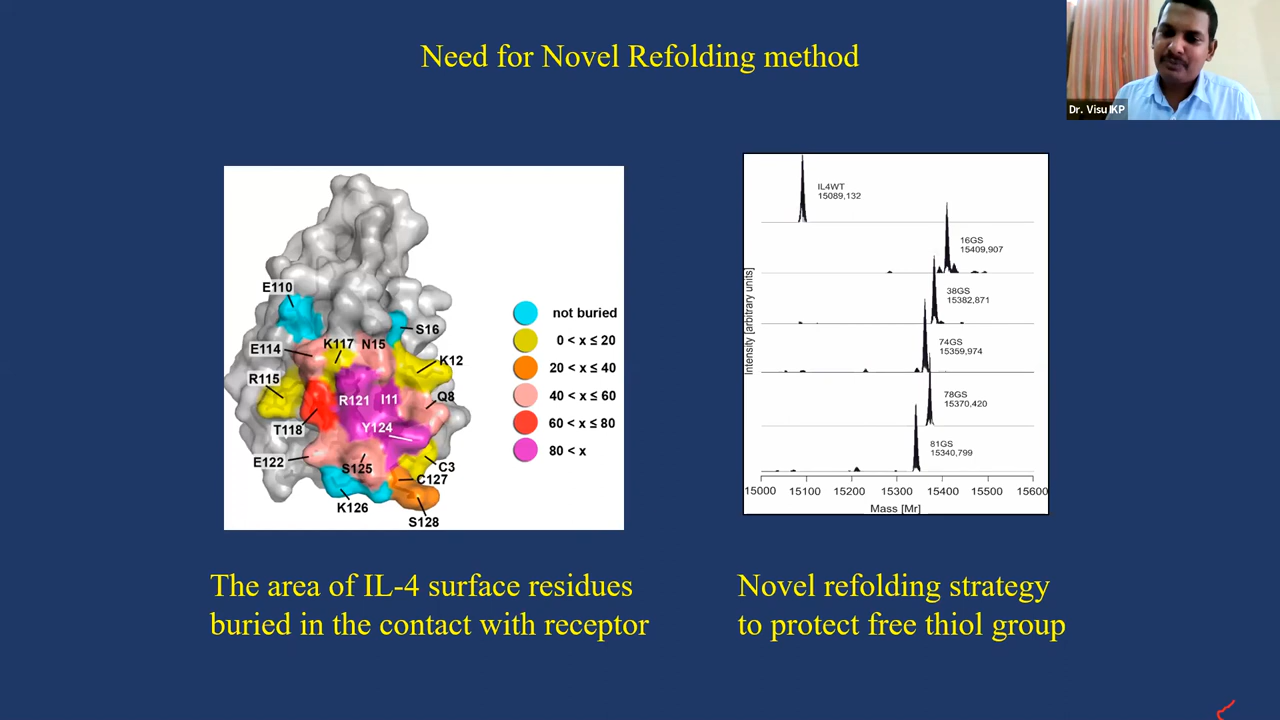 Need for Novel Refolding method
Dr. Visu IKP
E110
S16
K117
N15
E114
K12
R115
R121
I11
Q8
Y124
T118
E122
S125
C3
C127
K126
S128
not buried
0 < x ≤ 20
20 < x ≤ 40
40 < x ≤ 60
60 < x ≤ 80
80 < x
Intensity [arbitrary units]
IL4WT
15089,132
16GS
15409,907
38GS
15382,871
74GS
15359,974
78GS
15370,420
81GS
15340,799
15000 15100 15200 15300 15400 15500 15600
Mass [Mr]
The area of IL-4 surface residues
buried in the contact with receptor
Novel refolding strategy
to protect free thiol group